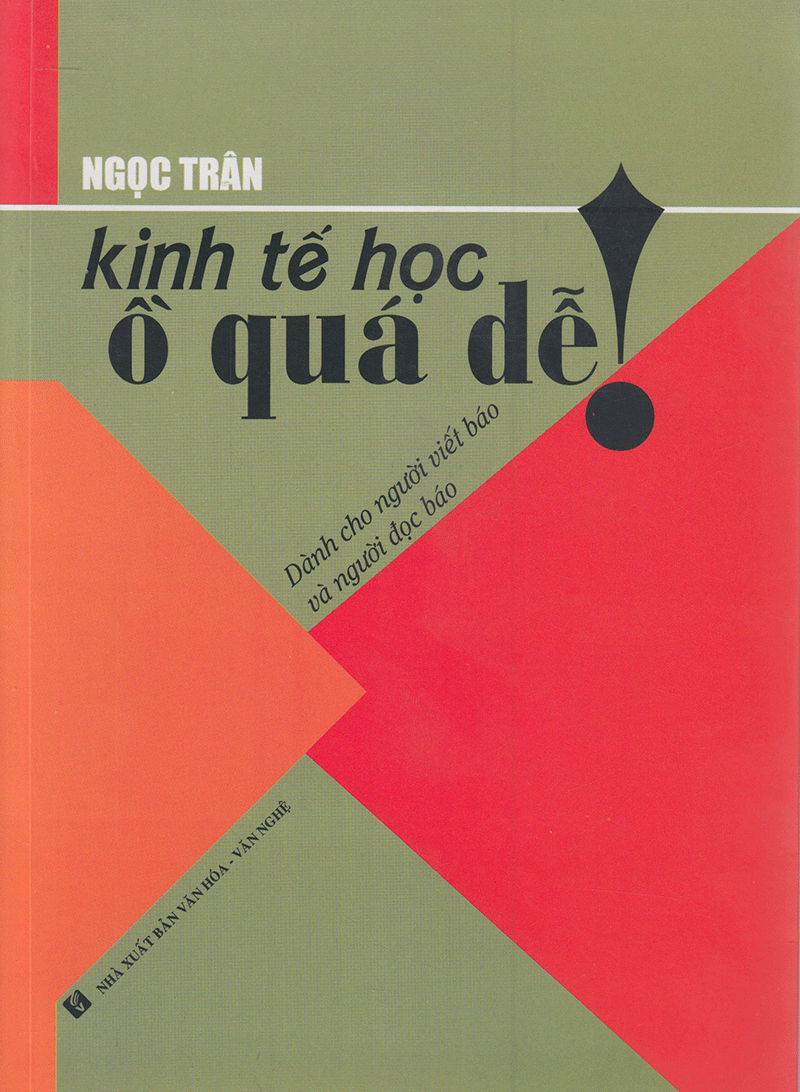 NGỌC TRÂN
kinh tế học
ồ quá dễ!
Dành cho người viết báo
và người đọc báo
NHÀ XUẤT BẢN VĂN HÓA - VĂN NGHỆ